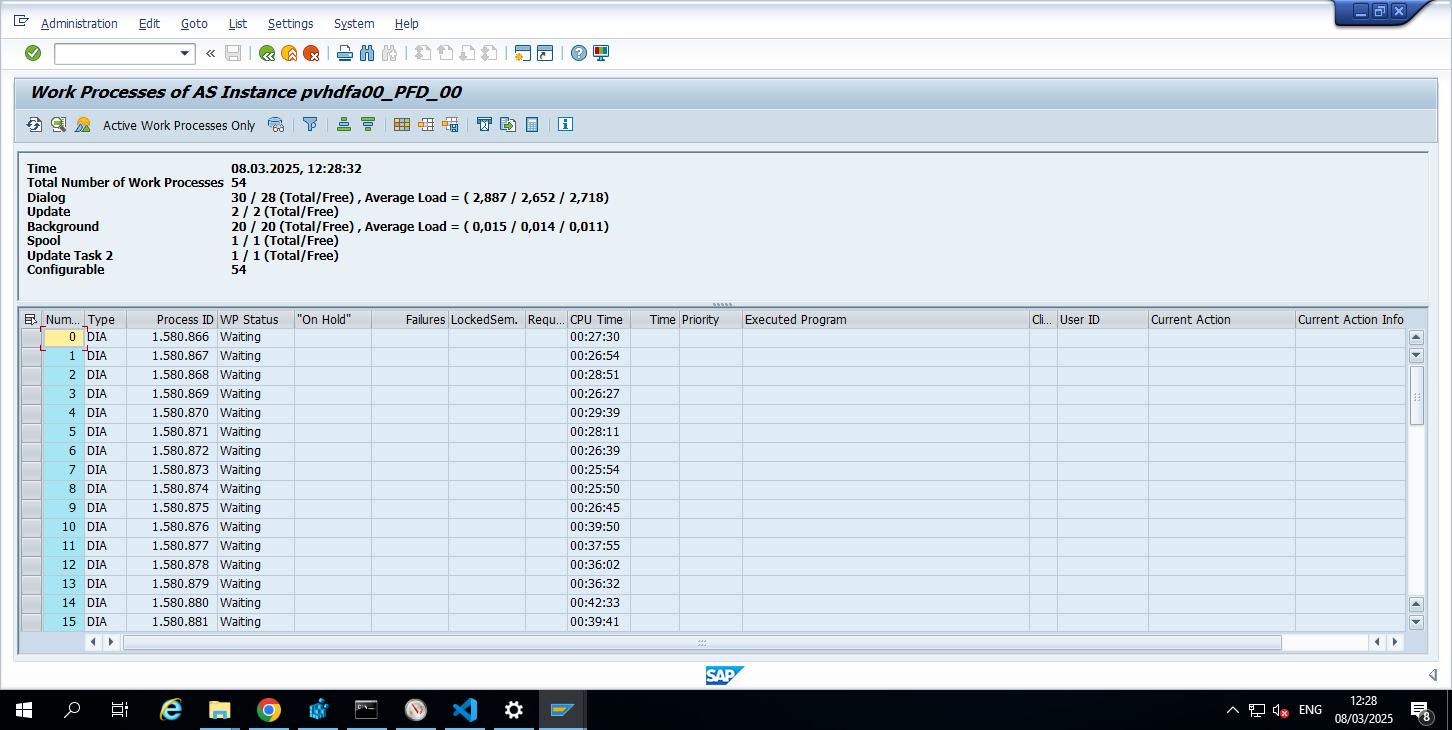 Administration Edit Goto List Settings System Help
«
Work Processes of AS Instance pvhdfa00_PFD_00
Active Work Processes Only
Time 08.03.2025, 12:28:32
Total Number of Work Processes 54
Dialog 30 / 28 (Total/Free) , Average Load = ( 2,887 / 2,652 / 2,718)
Update 2 / 2 (Total/Free)
Background 20 / 20 (Total/Free) , Average Load = ( 0,015 / 0,014 / 0,011)
Spool 1 / 1 (Total/Free)
Update Task 2 1 / 1 (Total/Free)
Configurable 54
Num... Type Process ID WP Status "On Hold" Failures LockedSem. Requ... CPU Time Time Priority Executed Program Cli... User ID Current Action Current Action Info
0 DIA 1.580.866 Waiting 00:27:30
1 DIA 1.580.867 Waiting 00:26:54
2 DIA 1.580.868 Waiting 00:28:51
3 DIA 1.580.869 Waiting 00:26:27
4 DIA 1.580.870 Waiting 00:29:39
5 DIA 1.580.871 Waiting 00:28:11
6 DIA 1.580.872 Waiting 00:26:39
7 DIA 1.580.873 Waiting 00:25:54
8 DIA 1.580.874 Waiting 00:25:50
9 DIA 1.580.875 Waiting 00:26:45
10 DIA 1.580.876 Waiting 00:39:50
11 DIA 1.580.877 Waiting 00:37:55
12 DIA 1.580.878 Waiting 00:36:02
13 DIA 1.580.879 Waiting 00:36:32
14 DIA 1.580.880 Waiting 00:42:33
15 DIA 1.580.881 Waiting 00:39:41
SAP
ENG
12:28
08/03/2025
8